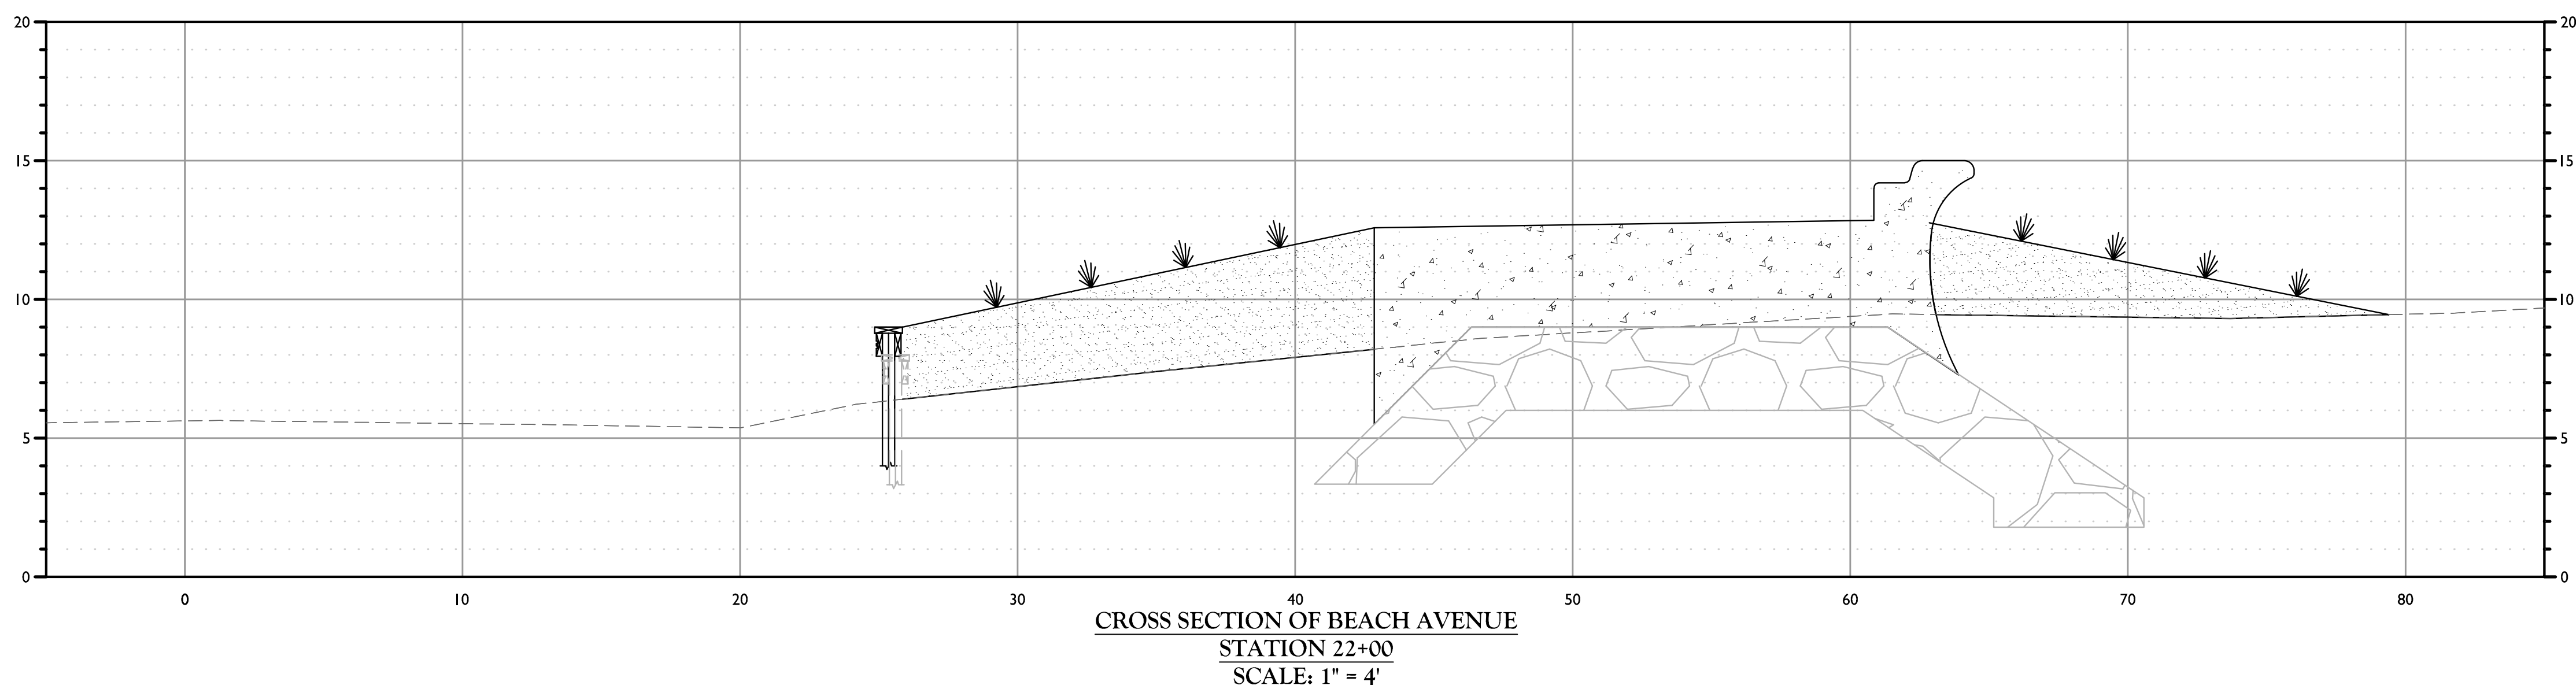 20 20
15 15
10 10
5 5
0 0
0 10 20 30 40 50 60 70 80
CROSS SECTION OF BEACH AVENUE
STATION 22+00
SCALE: 1" = 4'